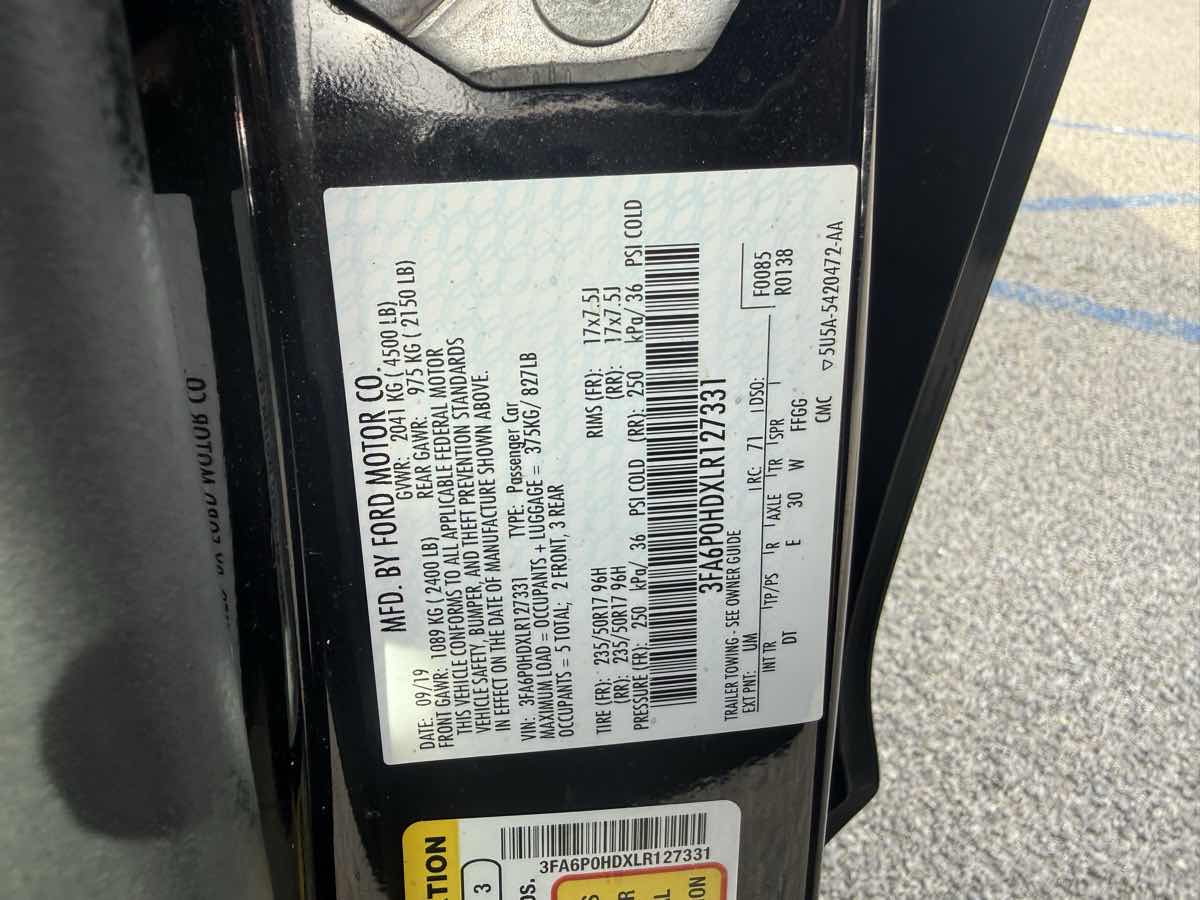 MFD. BY FORD MOTOR CO.
DATE: 09/19 GVWR: 2041 KG ( 4500 LB)
FRONT GAWR: 1089 KG (2400 LB) REAR GAWR: 975 KG ( 2150 LB)
THIS VEHICLE CONFORMS TO ALL APPLICABLE FEDERAL MOTOR
VEHICLE SAFETY, BUMPER, AND THEFT PREVENTION STANDARDS
IN EFFECT ON THE DATE OF MANUFACTURE SHOWN ABOVE.
VIN: 3FA6P0HDXLR127331 TYPE: Passenger Car
MAXIMUM LOAD = OCCUPANTS + LUGGAGE = 375KG/ 827LB
OCCUPANTS = 5 TOTAL; 2 FRONT, 3 REAR
TIRE (FR): 235/50R17 96H RIMS (FR): 17x7.5J
(RR): 235/50R17 96H (RR): 17x7.5J
PRESSURE (FR): 250 kPa/ 36 PSI COLD (RR): 250 kPa/ 36 PSI COLD
3FA6P0HDXLR127331
TRAILER TOWING - SEE OWNER GUIDE
EXT PNT: UM RC: 71 DSO: F0085
INT TR TP/PS R AXLE TR SPR R0138
DT E 30 W FFGG
CMC ▽5U5A-5420472-AA
3FA6P0HDXLR127331
3